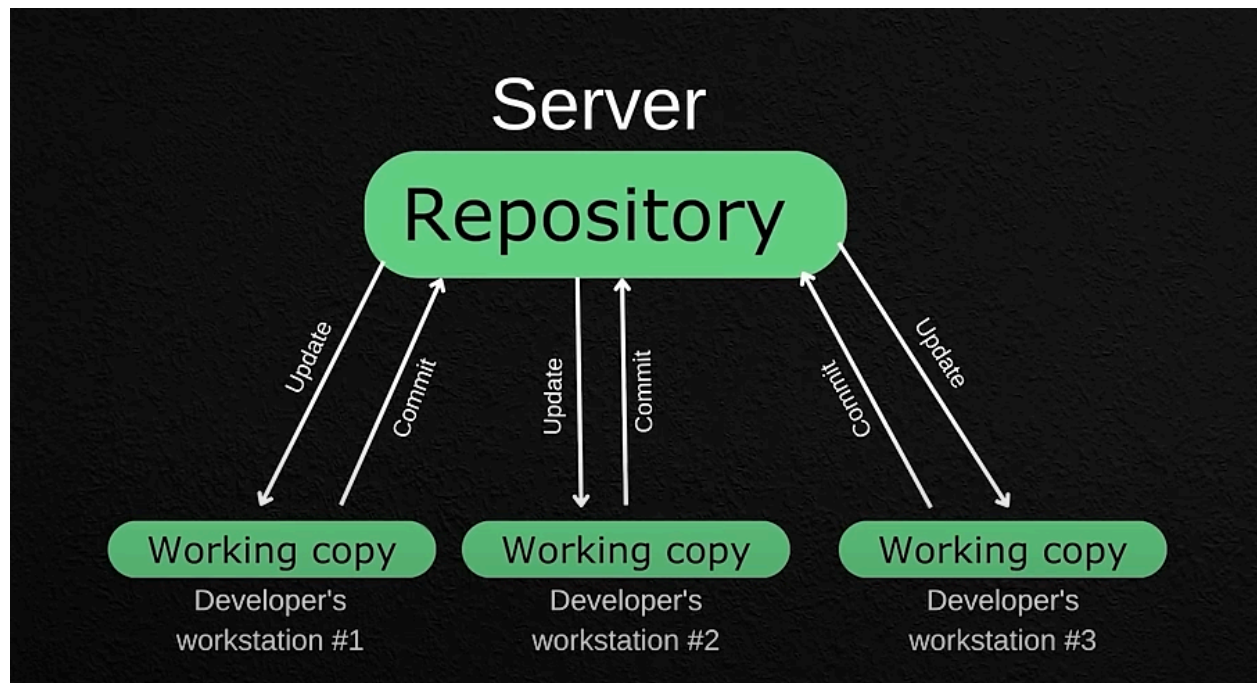 Server
Repository
Update
Commit
Update
Commit
Commit
Update
Working copy
Working copy
Working copy
Developer's
workstation #1
Developer's
workstation #2
Developer's
workstation #3